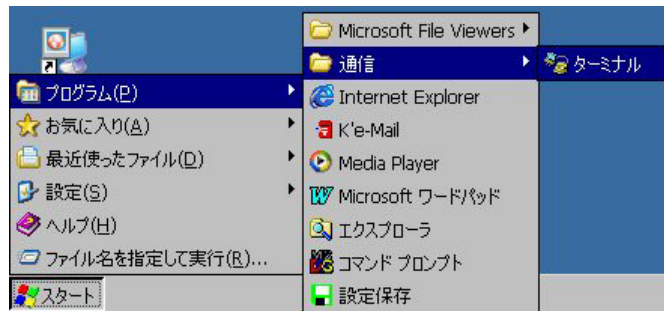 プログラム(P)
お気に入り(A)
最近使ったファイル(D)
設定(S)
ヘルプ(H)
ファイル名を指定して実行(R)...
スタート
Microsoft File Viewers
通信
Internet Explorer
K'e-Mail
Media Player
Microsoft ワードパッド
エクスプローラ
コマンド プロンプト
設定保存
ターミナル